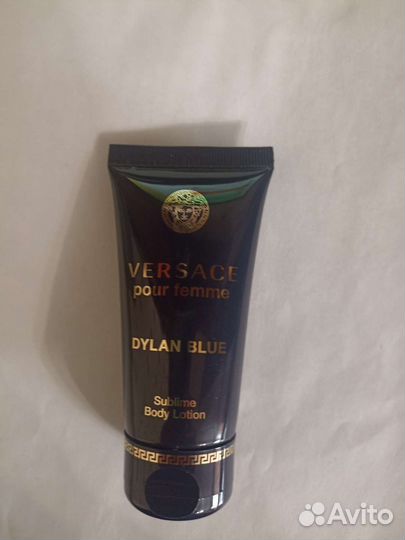 VERSACE
pour femme
DYLAN BLUE
Sublime
Body Lotion
Avito